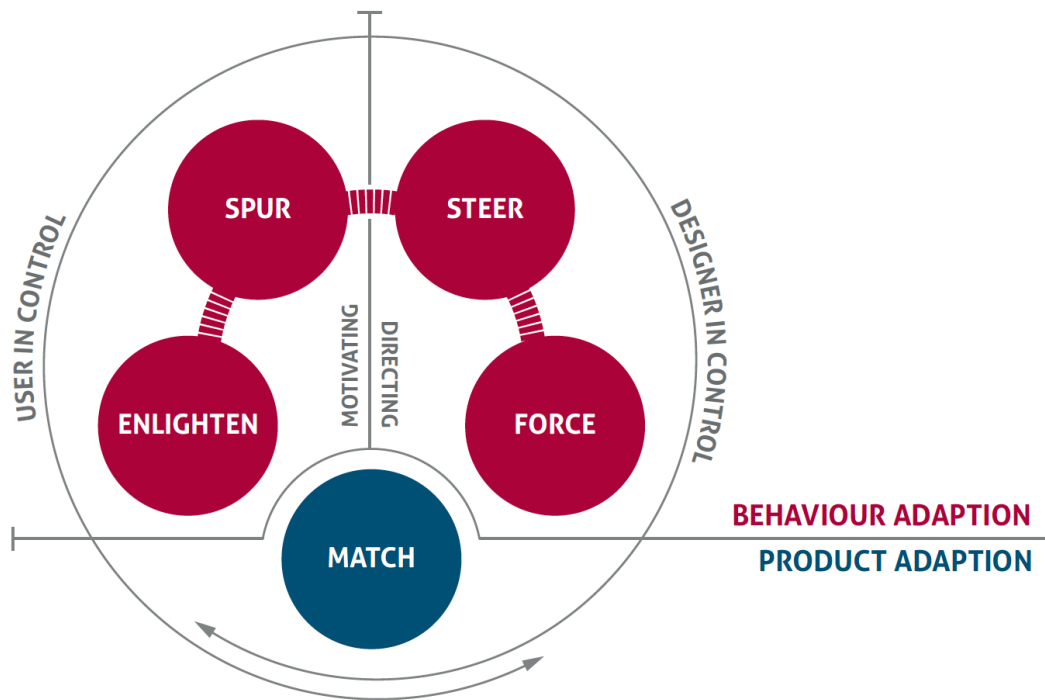 SPUR
STEER
USER IN CONTROL
DESIGNER IN CONTROL
MOTIVATING
DIRECTING
ENLIGHTEN
FORCE
BEHAVIOUR ADAPTION
MATCH
PRODUCT ADAPTION